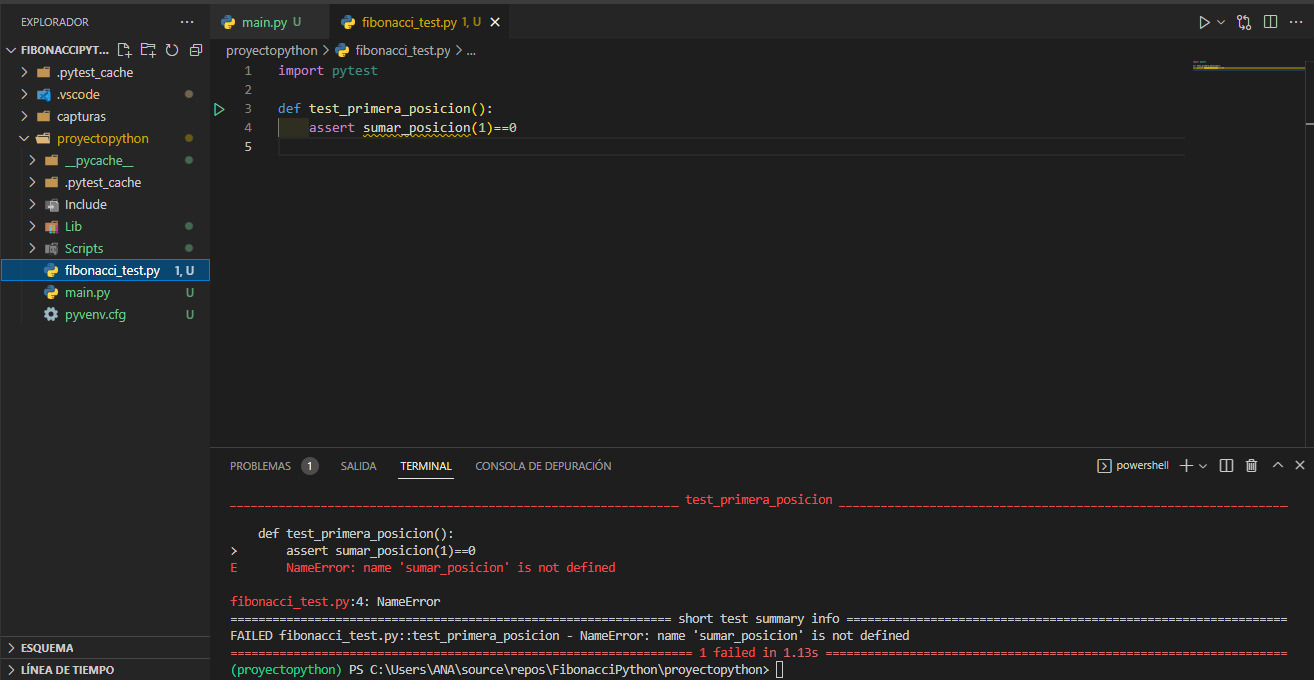 EXPLORADOR ···
FIBONACCIPYT...
.pytest_cache
.vscode
capturas
proyectopython
__pycache__
.pytest_cache
Include
Lib
Scripts
fibonacci_test.py 1, U
main.py U
pyvenv.cfg U
ESQUEMA
LÍNEA DE TIEMPO
main.py U
fibonacci_test.py 1, U
proyectopython > fibonacci_test.py > ...
1 import pytest
2
3 def test_primera_posicion():
4 assert sumar_posicion(1)==0
5
PROBLEMAS 1 SALIDA TERMINAL CONSOLA DE DEPURACIÓN powershell
________________________________________________________________ test_primera_posicion ________________________________________________________________
def test_primera_posicion():
> assert sumar_posicion(1)==0
E NameError: name 'sumar_posicion' is not defined
fibonacci_test.py:4: NameError
=============================================================== short test summary info ===============================================================
FAILED fibonacci_test.py::test_primera_posicion - NameError: name 'sumar_posicion' is not defined
================================================================== 1 failed in 1.13s ==================================================================
(proyectopython) PS C:\Users\ANA\source\repos\FibonacciPython\proyectopython>